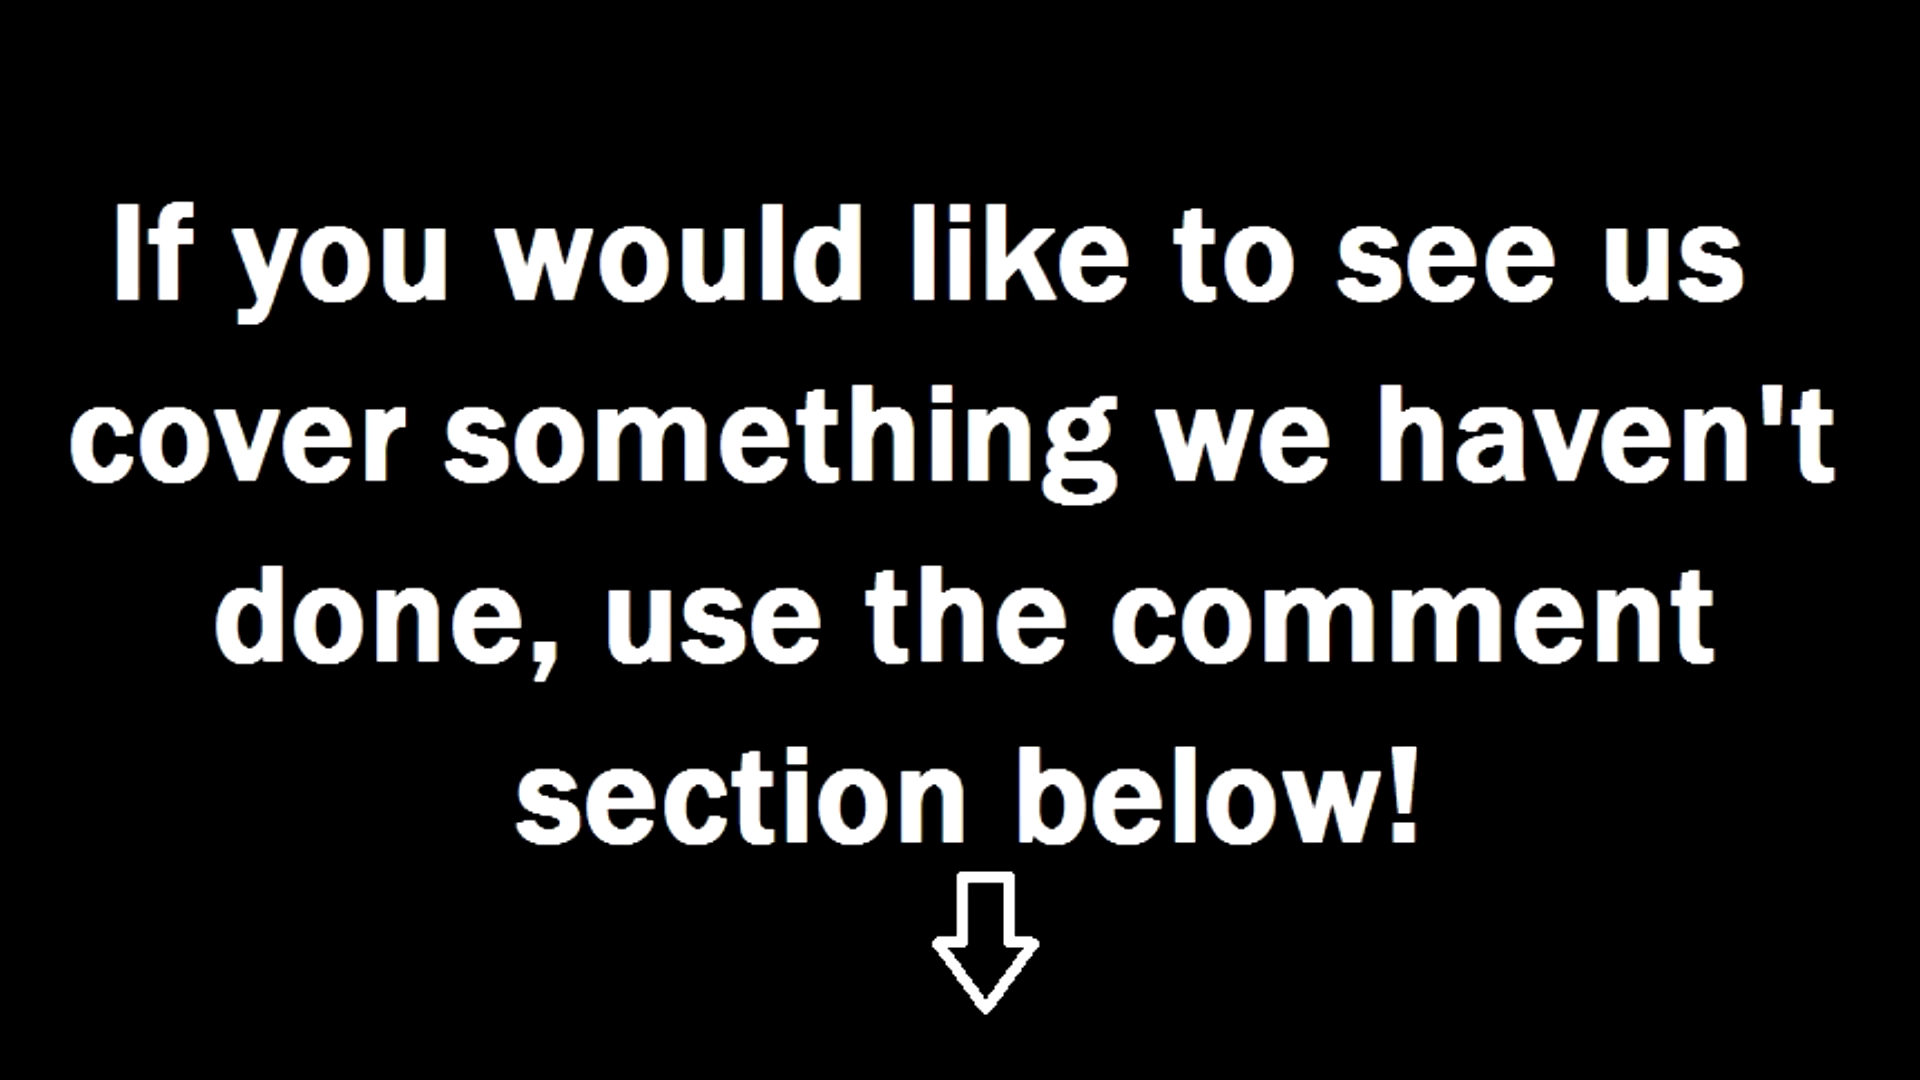 If you would like to see us
cover something we haven't
done, use the comment
section below!